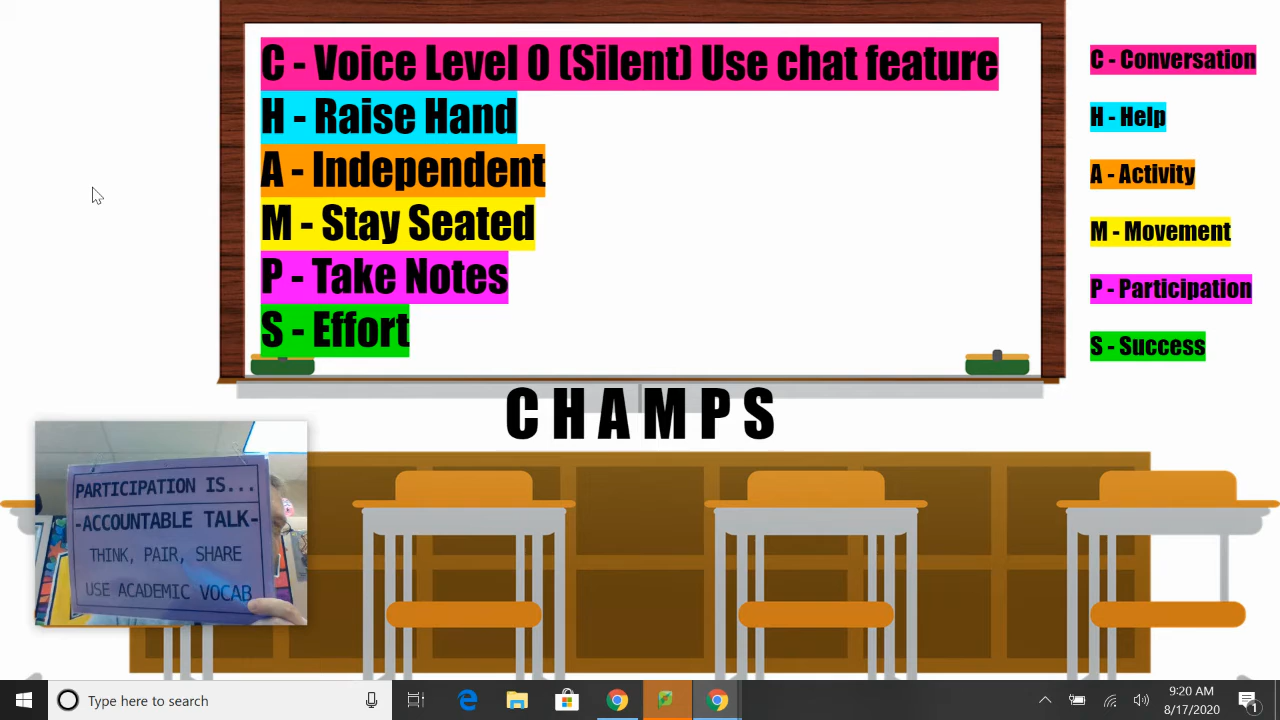 C - Voice Level 0 (Silent) Use chat feature
H - Raise Hand
A - Independent
M - Stay Seated
P - Take Notes
S - Effort
C - Conversation
H - Help
A - Activity
M - Movement
P - Participation
S - Success
C H A M P S
PARTICIPATION IS...
-ACCOUNTABLE TALK-
THINK, PAIR, SHARE
USE ACADEMIC VOCAB
Type here to search
9:20 AM
8/17/2020
1